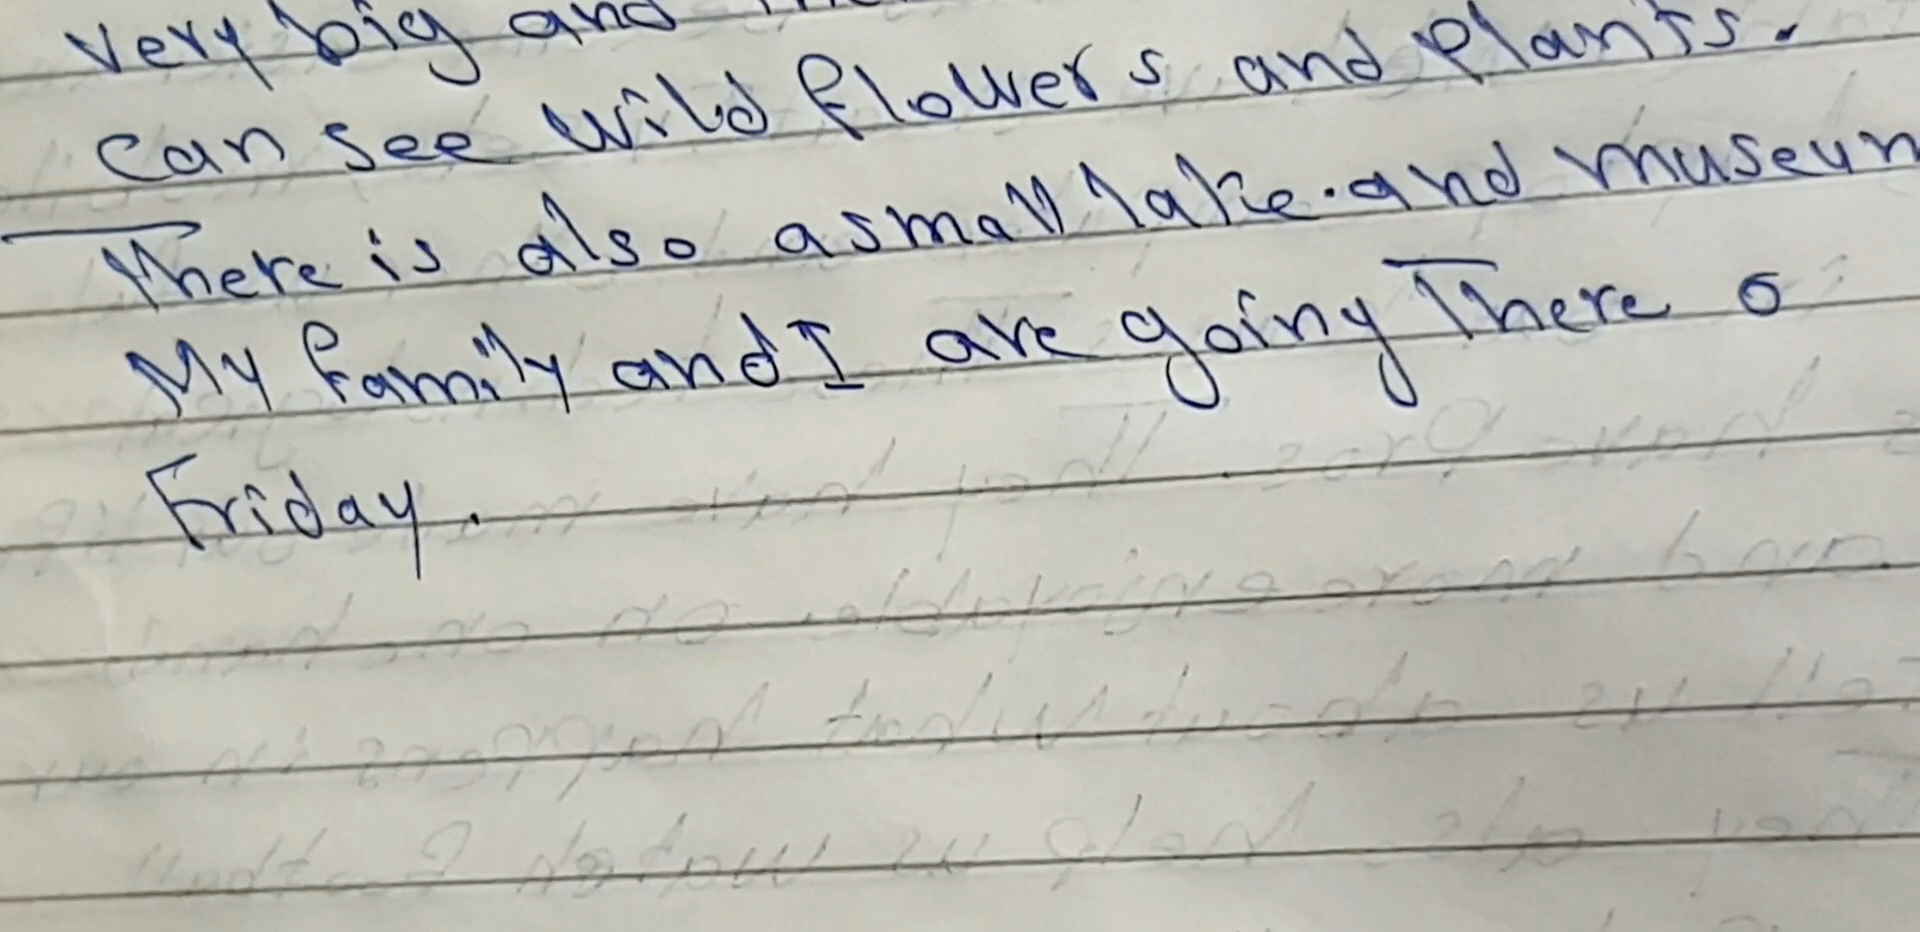 very big and
can see wild flowers and Plants.
There is also a small lake. and museum
My family and I are going There o
Friday.